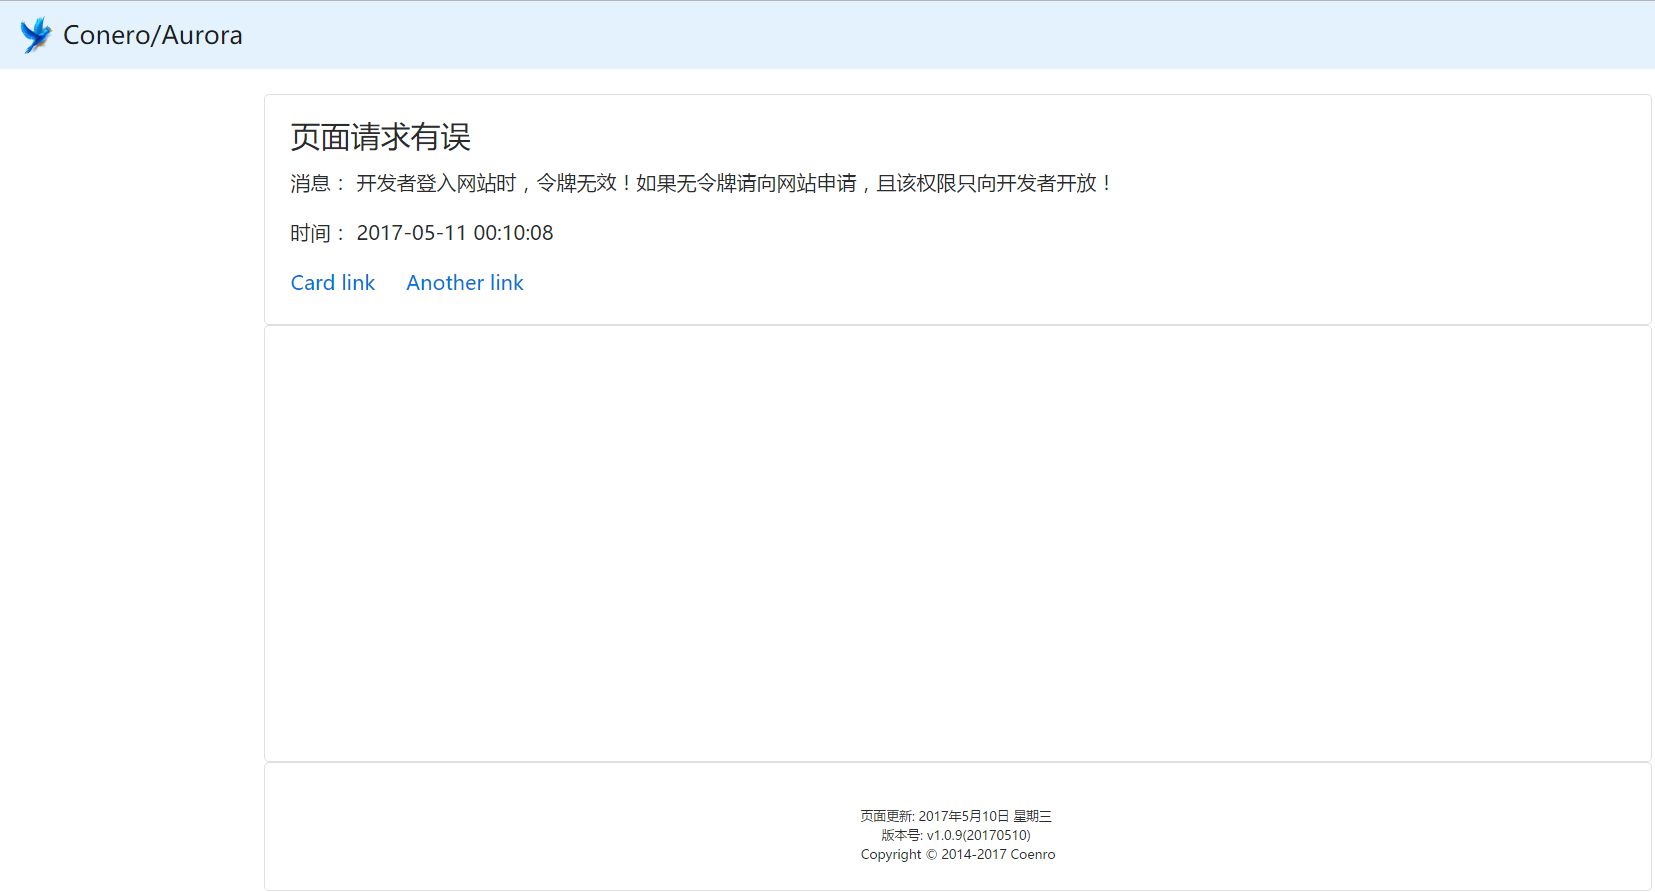 Conero/Aurora
页面请求有误
消息： 开发者登入网站时，令牌无效！如果无令牌请向网站申请，且该权限只向开发者开放！
时间： 2017-05-11 00:10:08
Card link Another link
页面更新: 2017年5月10日 星期三
版本号: v1.0.9(20170510)
Copyright © 2014-2017 Coenro